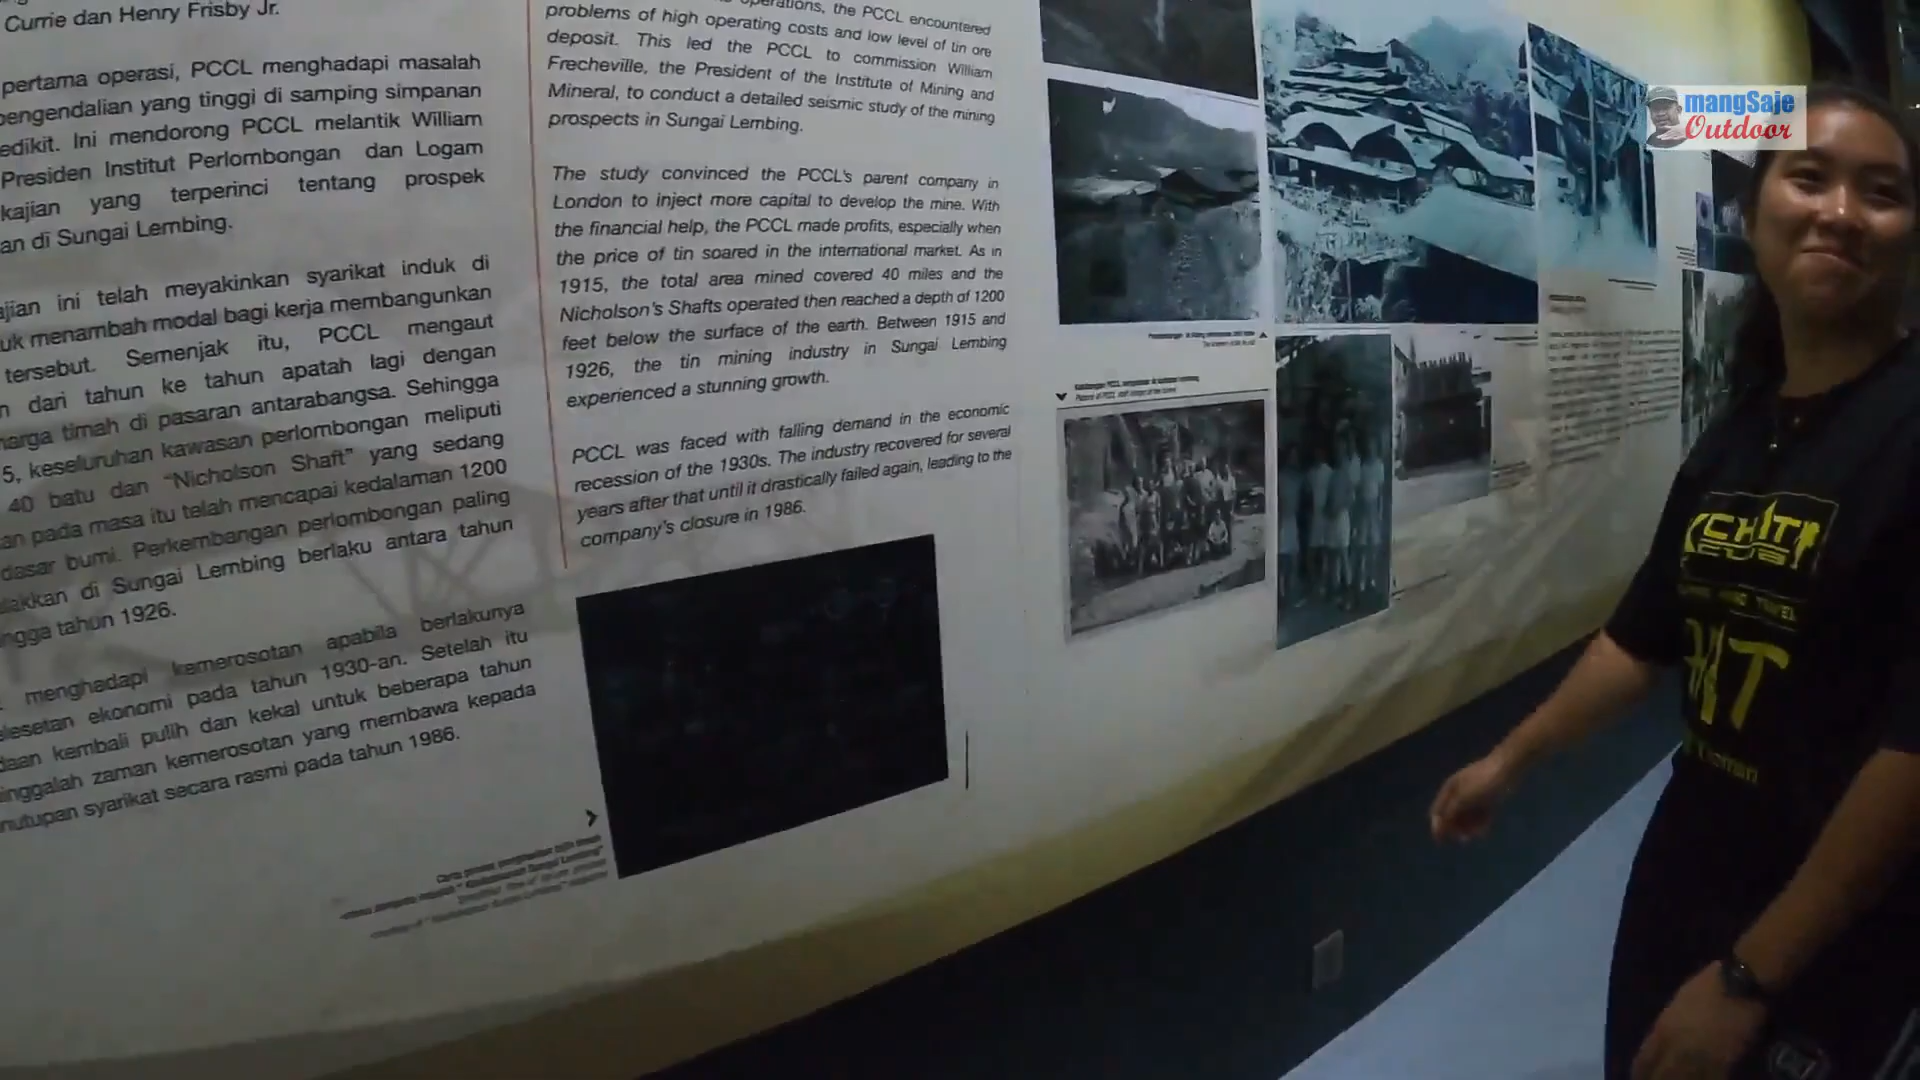 Currie dan Henry Frisby Jr.
pertama operasi, PCCL menghadapi masalah
pengendalian yang tinggi di samping simpanan
edikit. Ini mendorong PCCL melantik William
Presiden Institut Perlombongan dan Logam
kajian yang terperinci tentang prospek
an di Sungai Lembing.
ajian ini telah meyakinkan syarikat induk di
uk menambah modal bagi kerja membangunkan
tersebut. Semenjak itu, PCCL mengaut
n dari tahun ke tahun apatah lagi dengan
harga timah di pasaran antarabangsa. Sehingga
5, keseluruhan kawasan perlombongan meliputi
40 batu dan "Nicholson Shaft" yang sedang
an pada masa itu telah mencapai kedalaman 1200
dasar bumi. Perkembangan perlombongan paling
lakkan di Sungai Lembing berlaku antara tahun
ingga tahun 1926.
menghadapi kemerosotan apabila berlakunya
elesetan ekonomi pada tahun 1930-an. Setelah itu
daan kembali pulih dan kekal untuk beberapa tahun
inggalah zaman kemerosotan yang membawa kepada
nutupan syarikat secara rasmi pada tahun 1986.
operations, the PCCL encountered
problems of high operating costs and low level of tin ore
deposit. This led the PCCL to commission William
Frecheville, the President of the Institute of Mining and
Mineral, to conduct a detailed seismic study of the mining
prospects in Sungai Lembing.
The study convinced the PCCL's parent company in
London to inject more capital to develop the mine. With
the financial help, the PCCL made profits, especially when
the price of tin soared in the international market. As in
1915, the total area mined covered 40 miles and the
Nicholson's Shafts operated then reached a depth of 1200
feet below the surface of the earth. Between 1915 and
1926, the tin mining industry in Sungai Lembing
experienced a stunning growth.
PCCL was faced with falling demand in the economic
recession of the 1930s. The industry recovered for several
years after that until it drastically failed again, leading to the
company's closure in 1986.
mangSaje
Outdoor